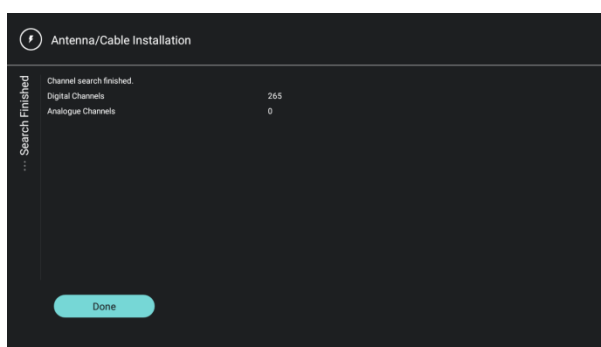 Antenna/Cable Installation
Search Finished
Channel search finished.
Digital Channels 265
Analogue Channels 0
Done